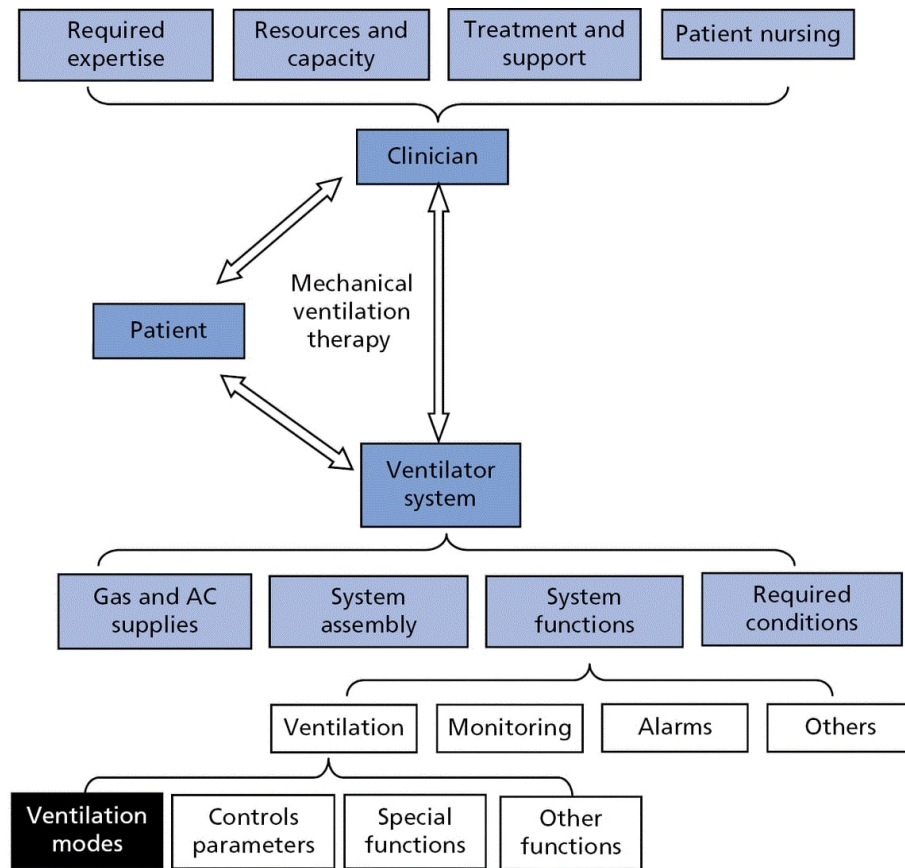 Required
expertise
Resources and
capacity
Treatment and
support
Patient nursing
Clinician
Mechanical
ventilation
therapy
Patient
Ventilator
system
Gas and AC
supplies
System
assembly
System
functions
Required
conditions
Ventilation
Monitoring
Alarms
Others
Ventilation
modes
Controls
parameters
Special
functions
Other
functions